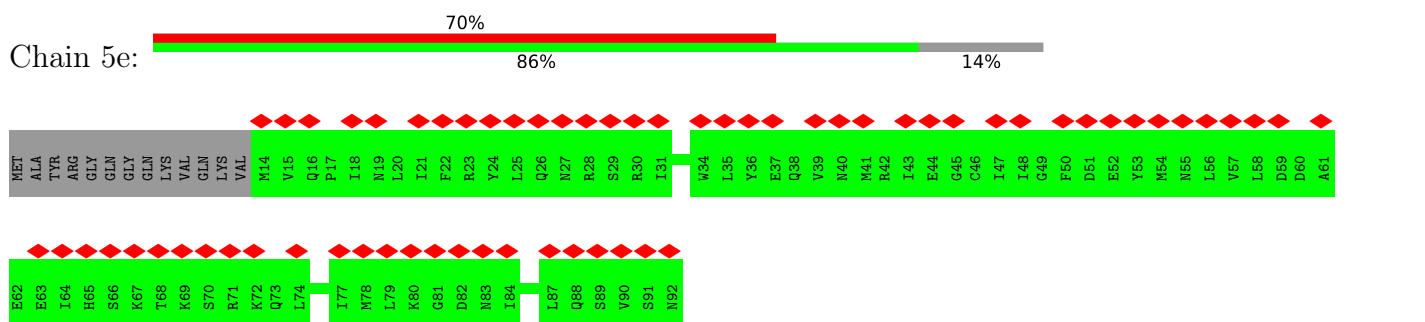 70%
Chain 5e:
86% 14%
MET ALA TYR ARG GLY GLN GLY GLN LYS VAL GLN LYS VAL M14 V15 Q16 P17 I18 N19 L20 I21 F22 R23 Y24 L25 Q26 N27 R28 S29 R30 I31 W34 L35 Y36 E37 Q38 V39 N40 M41 R42 I43 E44 G45 C46 I47 I48 G49 F50 D51 E52 Y53 M54 N55 L56 V57 L58 D59 D60 A61
E62 E63 I64 H65 S66 K67 T68 K69 S70 R71 K72 Q73 L74 I77 M78 L79 K80 G81 D82 N83 I84 L87 Q88 S89 V90 S91 N92